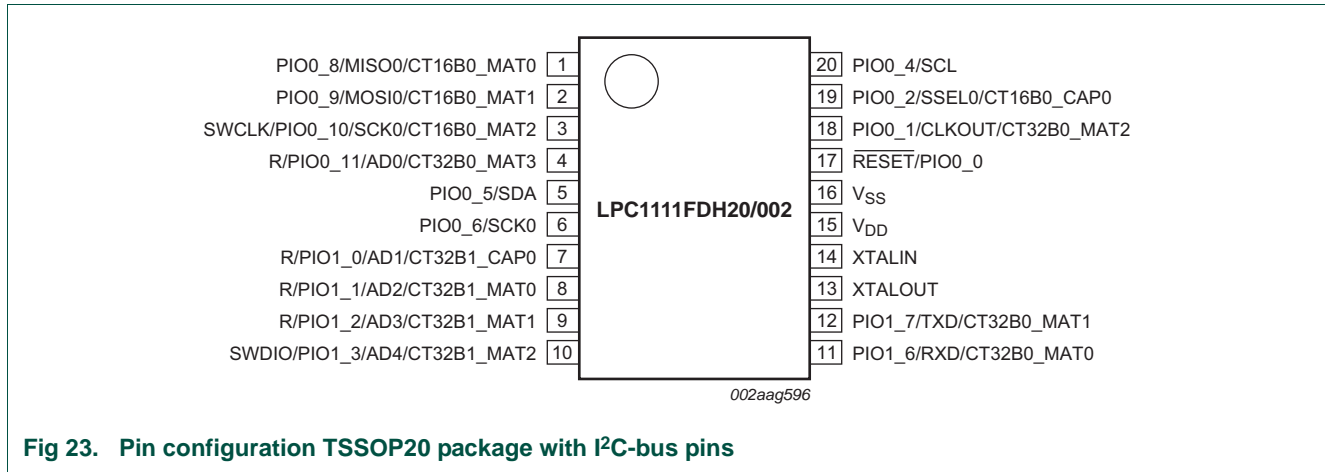 PIO0_8/MISO0/CT16B0_MAT0 1
PIO0_9/MOSI0/CT16B0_MAT1 2
SWCLK/PIO0_10/SCK0/CT16B0_MAT2 3
R/PIO0_11/AD0/CT32B0_MAT3 4
PIO0_5/SDA 5
PIO0_6/SCK0 6
R/PIO1_0/AD1/CT32B1_CAP0 7
R/PIO1_1/AD2/CT32B1_MAT0 8
R/PIO1_2/AD3/CT32B1_MAT1 9
SWDIO/PIO1_3/AD4/CT32B1_MAT2 10
LPC1111FDH20/002
20 PIO0_4/SCL
19 PIO0_2/SSEL0/CT16B0_CAP0
18 PIO0_1/CLKOUT/CT32B0_MAT2
17 RESET/PIO0_0
16 VSS
15 VDD
14 XTALIN
13 XTALOUT
12 PIO1_7/TXD/CT32B0_MAT1
11 PIO1_6/RXD/CT32B0_MAT0
002aag596
Fig 23. Pin configuration TSSOP20 package with I²C-bus pins